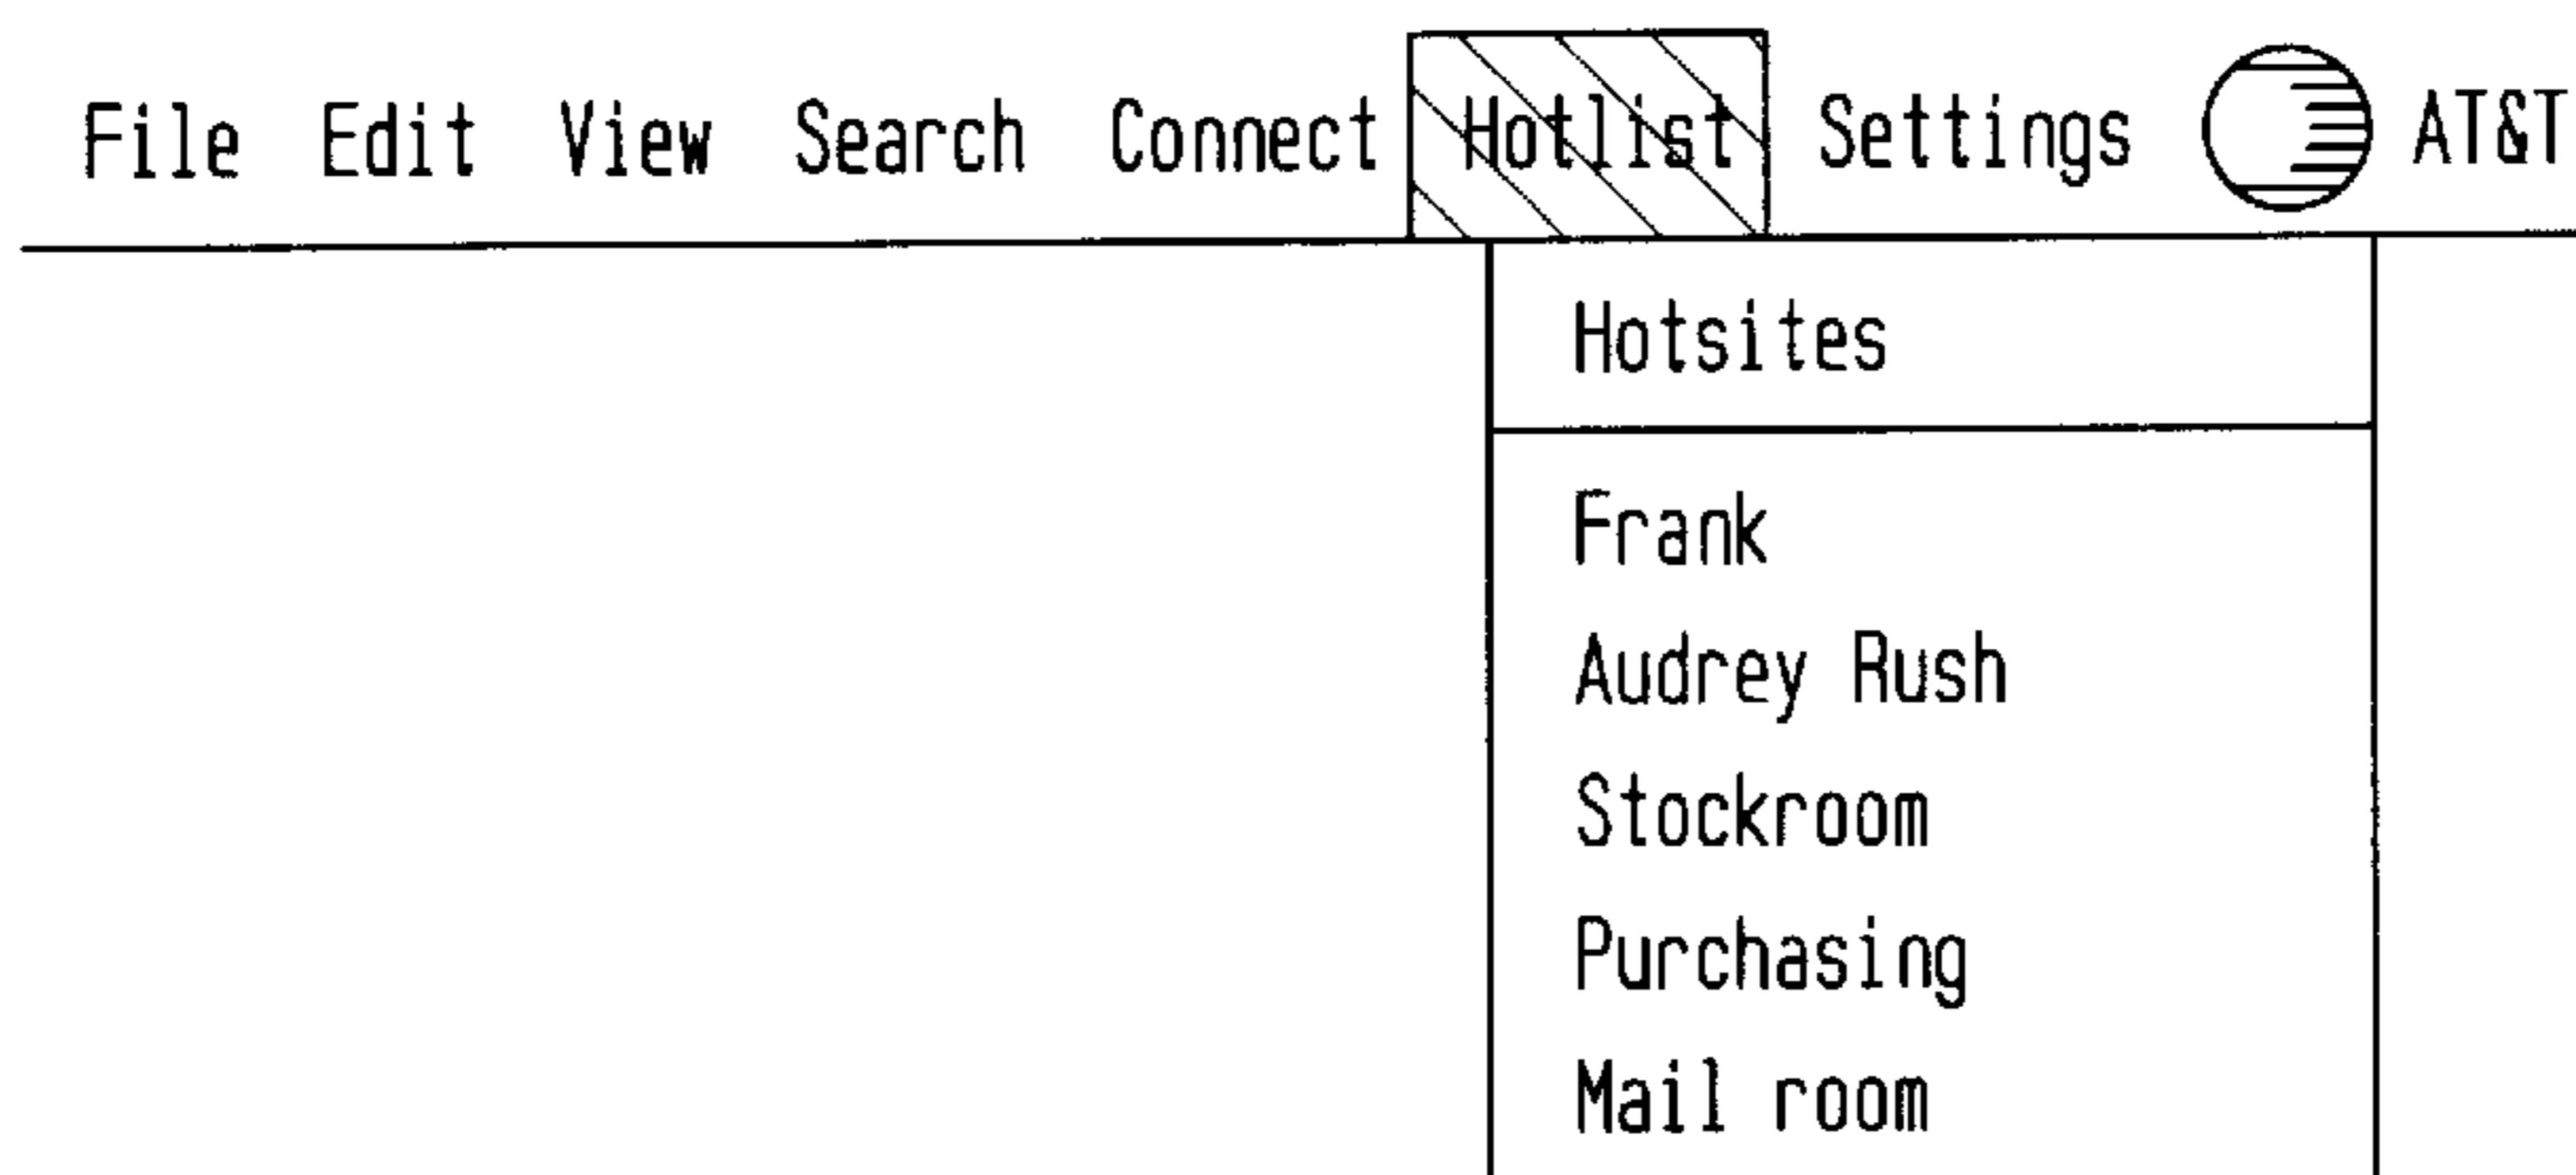 File Edit View Search Connect Hotlist Settings AT&T
Hotsites
Frank
Audrey Rush
Stockroom
Purchasing
Mail room